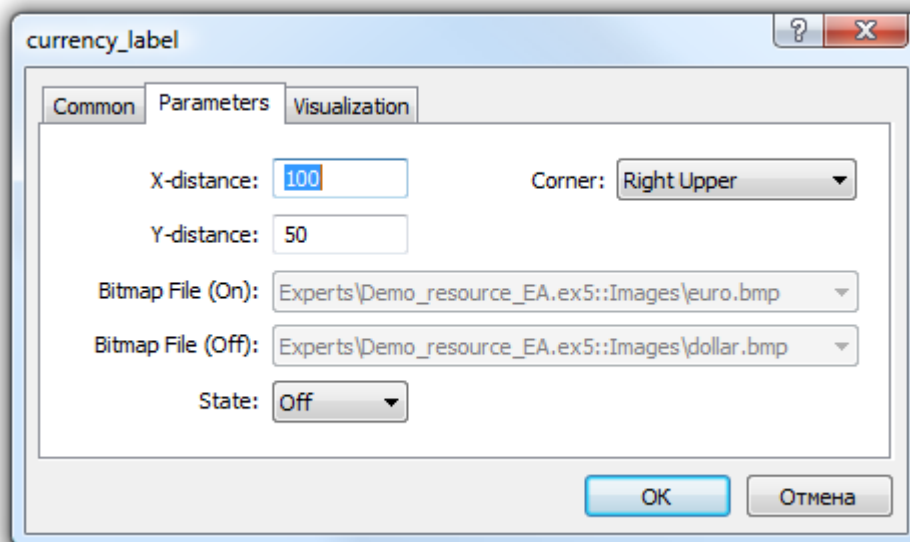 currency_label
Common Parameters Visualization
X-distance: 100 Corner: Right Upper
Y-distance: 50
Bitmap File (On): Experts\Demo_resource_EA.ex5::Images\euro.bmp
Bitmap File (Off): Experts\Demo_resource_EA.ex5::Images\dollar.bmp
State: Off
OK Отмена